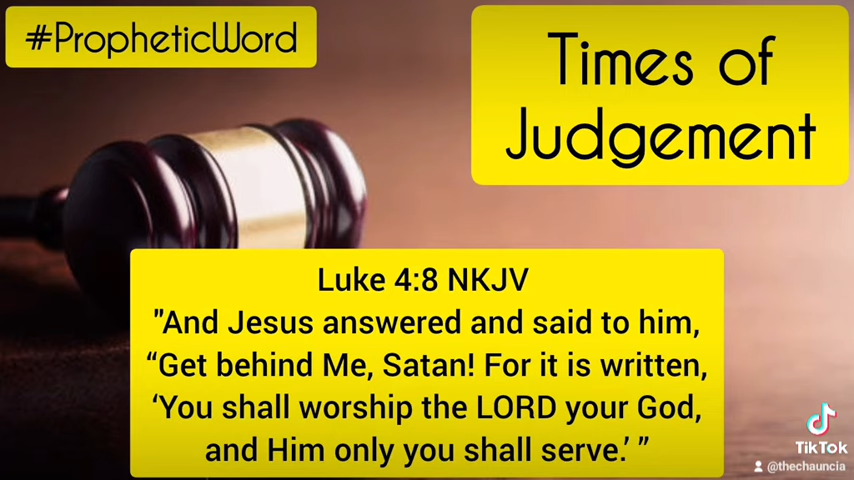 #PropheticWord
Times of
Judgement
Luke 4:8 NKJV
"And Jesus answered and said to him,
“Get behind Me, Satan! For it is written,
‘You shall worship the LORD your God,
and Him only you shall serve.’ ”
TikTok
@thechauncia